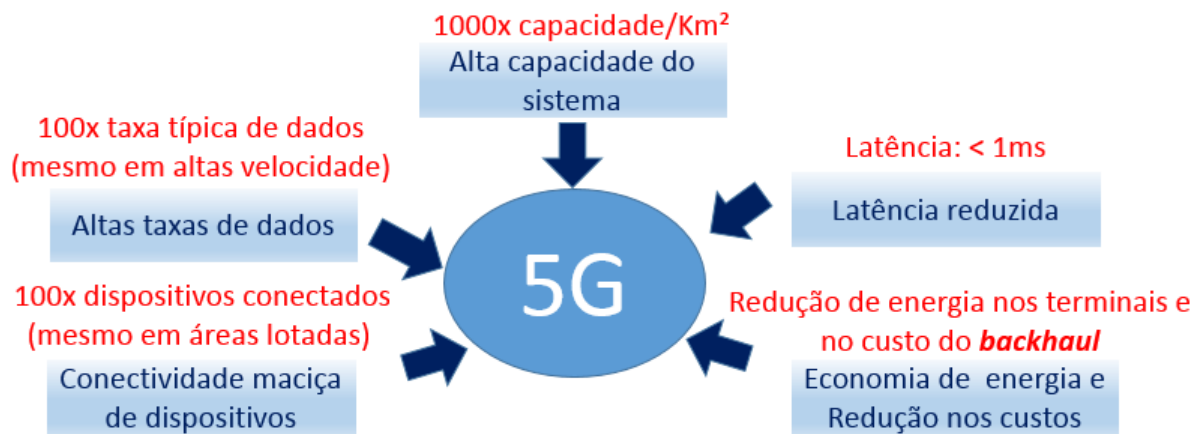 1000x capacidade/Km²
Alta capacidade do
sistema
100x taxa típica de dados
(mesmo em altas velocidade)
Altas taxas de dados
Latência: < 1ms
Latência reduzida
5G
100x dispositivos conectados
(mesmo em áreas lotadas)
Conectividade maciça
de dispositivos
Redução de energia nos terminais e
no custo do backhaul
Economia de energia e
Redução nos custos